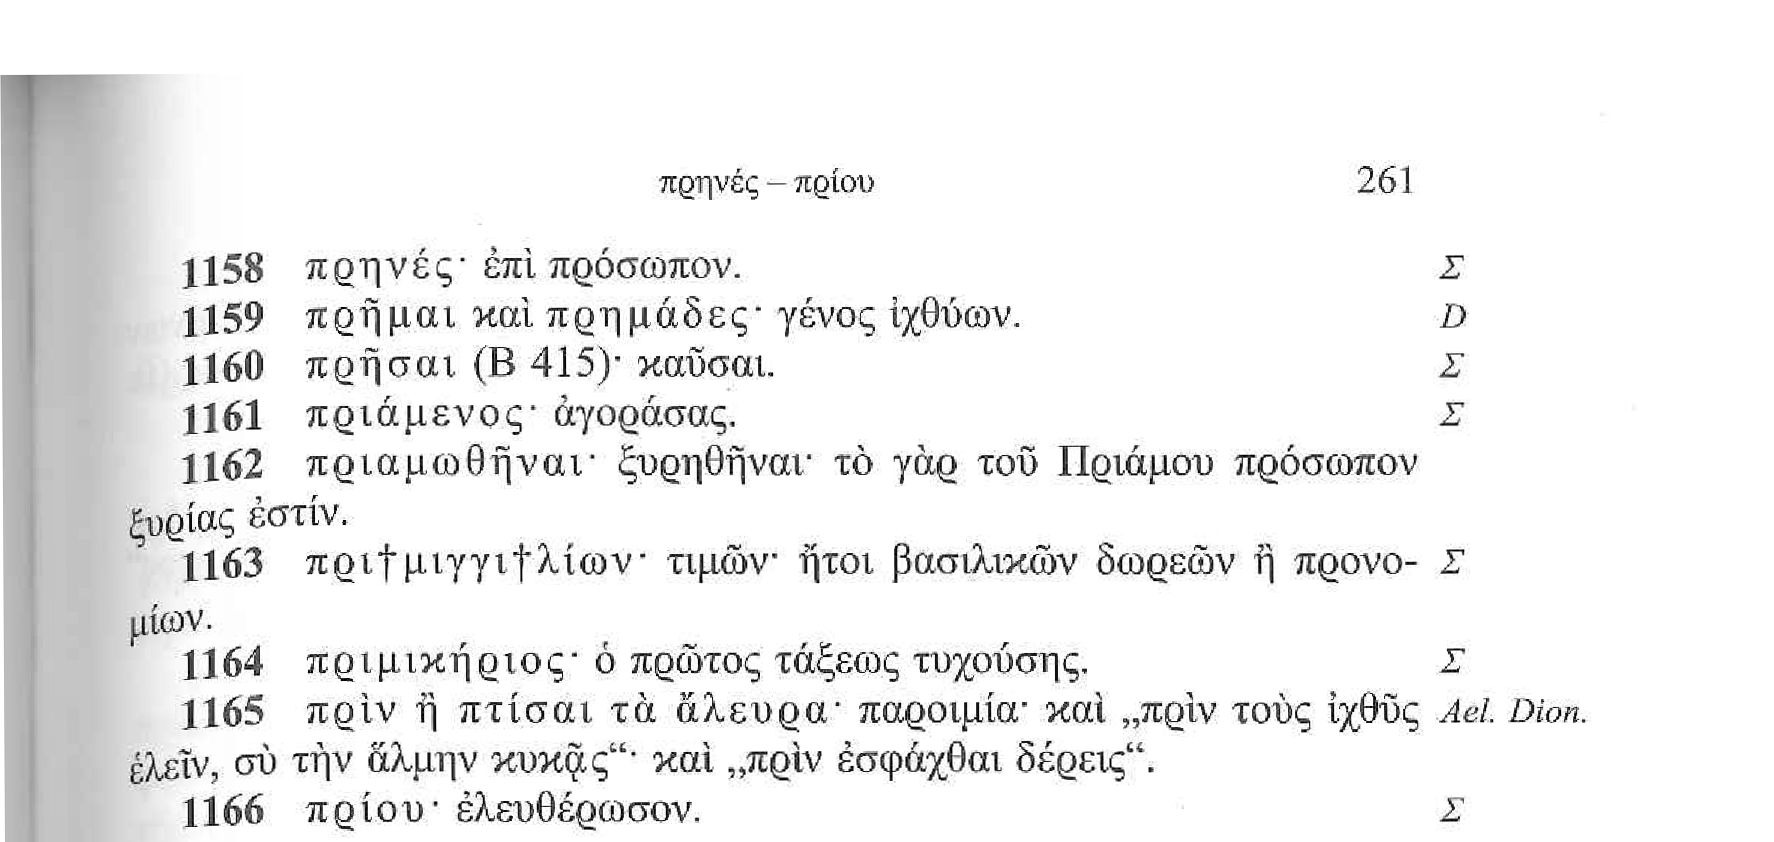 πρηνές – πρίου 261
1158 πρηνές· ἐπὶ πρόσωπον. Σ
1159 πρῆμαι καὶ πρημάδες· γένος ἰχθύων. D
1160 πρῆσαι (Β 415)· καῦσαι. Σ
1161 πριάμενος· ἀγοράσας. Σ
1162 πριαμωθῆναι· ξυρηθῆναι· τὸ γὰρ τοῦ Πριάμου πρόσωπον
ξυρίας ἐστίν.
1163 πρι†μιγγι†λίων· τιμῶν· ἤτοι βασιλικῶν δωρεῶν ἢ προνο- Σ
μίων.
1164 πριμικήριος· ὁ πρῶτος τάξεως τυχούσης. Σ
1165 πρὶν ἢ πτίσαι τὰ ἄλευρα· παροιμία· καὶ „πρὶν τοὺς ἰχθῦς Ael. Dion.
ἑλεῖν, σὺ τὴν ἅλμην κυκᾷς“· καὶ „πρὶν ἐσφάχθαι δέρεις“.
1166 πρίου· ἐλευθέρωσον. Σ